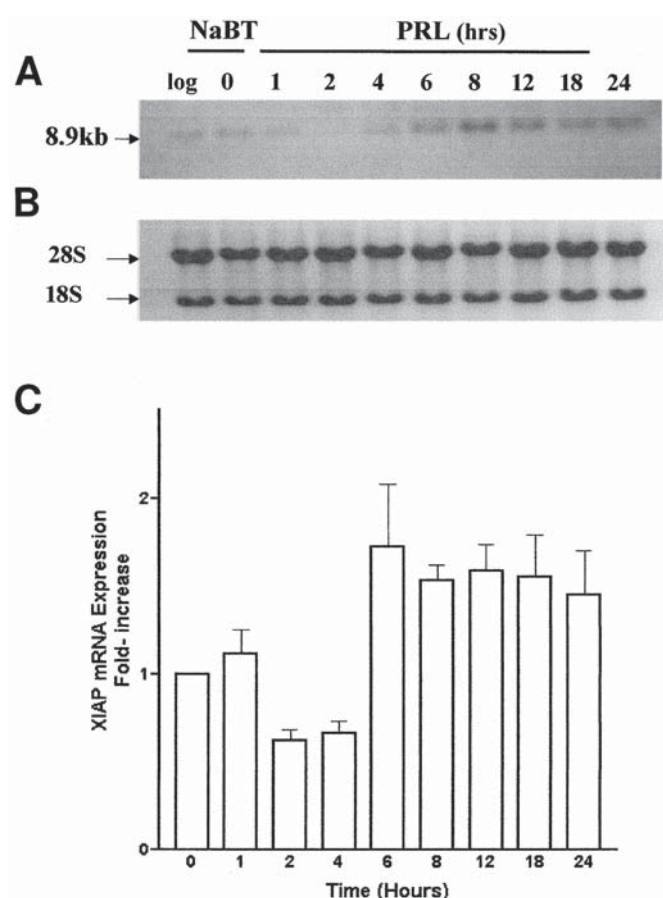 NaBT PRL (hrs)
A
log 0 1 2 4 6 8 12 18 24
8.9kb
B
28S
18S
C
XIAP mRNA Expression
Fold- increase
2
1
0
0 1 2 4 6 8 12 18 24
Time (Hours)